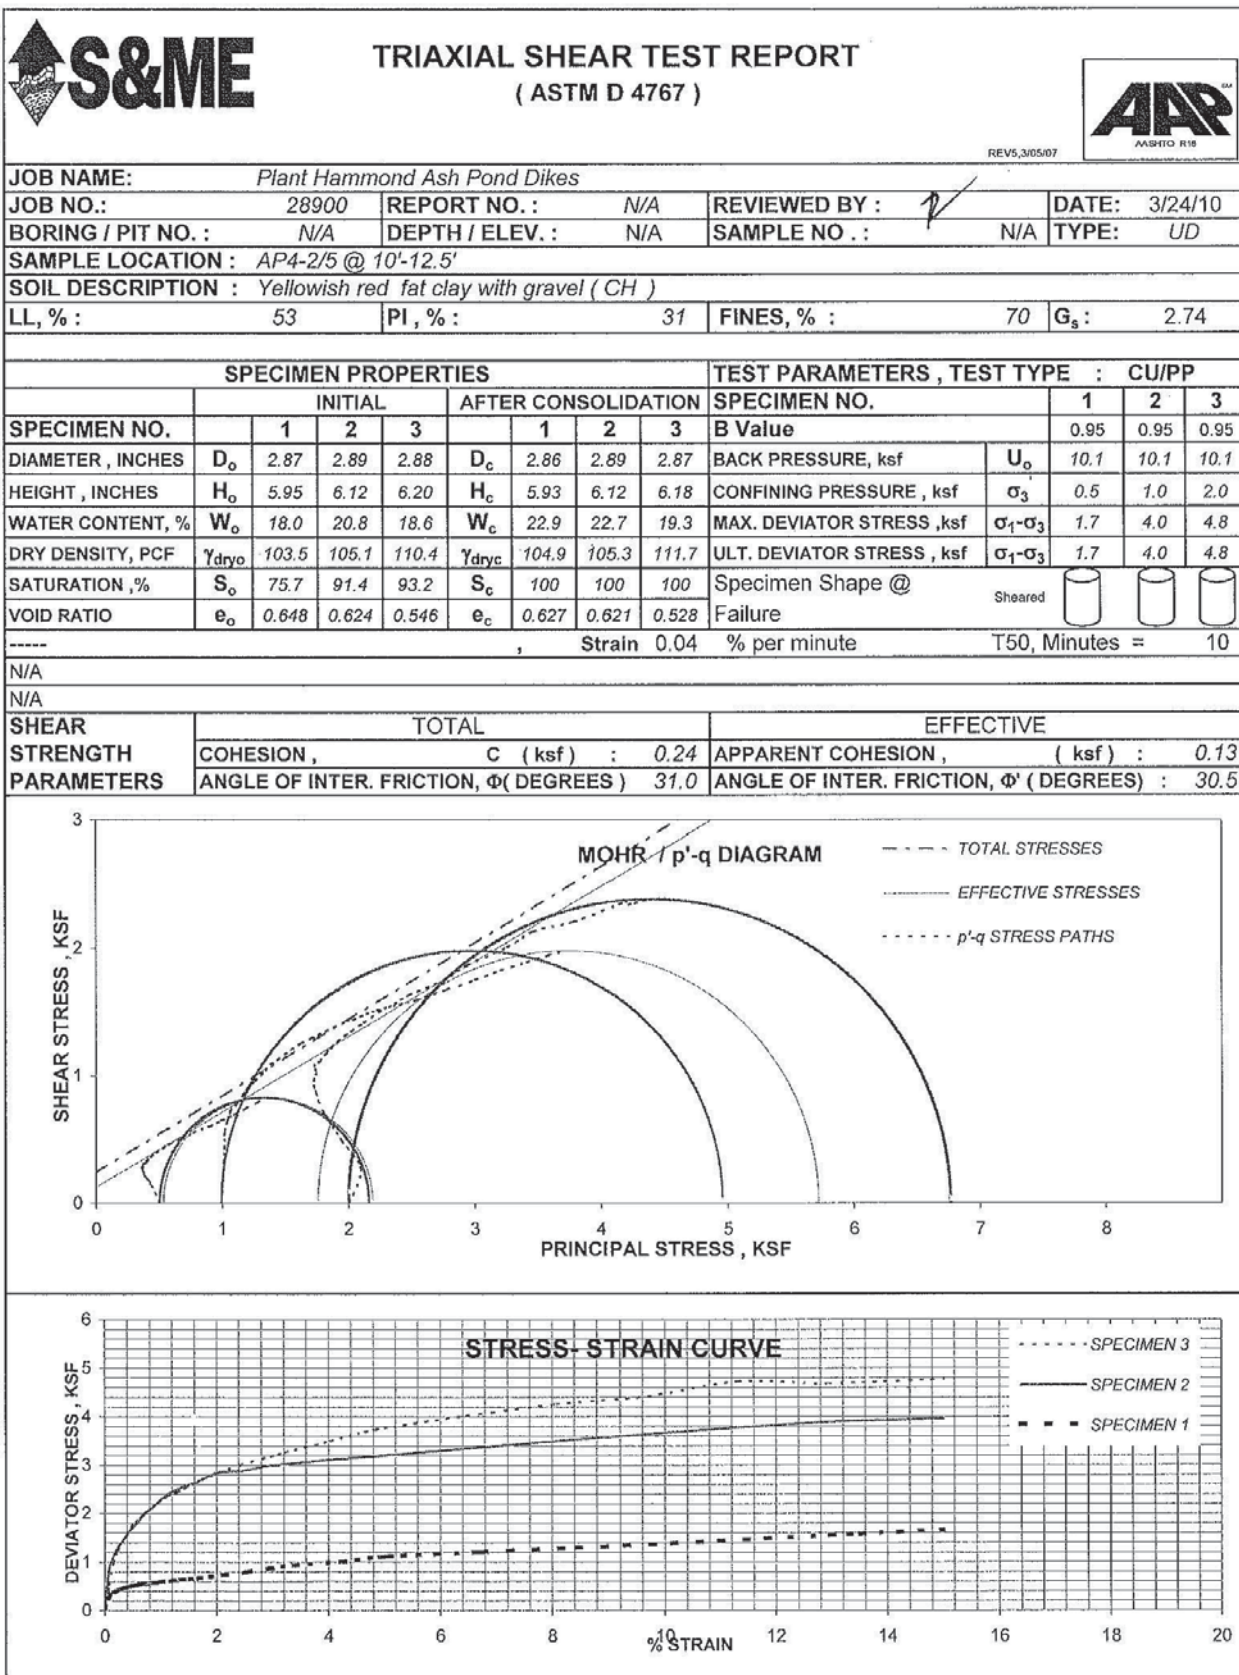 S&ME
TRIAXIAL SHEAR TEST REPORT
( ASTM D 4767 )
AAP
SM
AASHTO R18
REV5,3/05/07
JOB NAME: Plant Hammond Ash Pond Dikes
JOB NO.: 28900 REPORT NO. : N/A REVIEWED BY : DATE: 3/24/10
BORING / PIT NO. : N/A DEPTH / ELEV. : N/A SAMPLE NO . : N/A TYPE: UD
SAMPLE LOCATION : AP4-2/5 @ 10'-12.5'
SOIL DESCRIPTION : Yellowish red fat clay with gravel ( CH )
LL, % : 53 PI , % : 31 FINES, % : 70 Gs : 2.74
SPECIMEN PROPERTIES TEST PARAMETERS , TEST TYPE : CU/PP
INITIAL AFTER CONSOLIDATION SPECIMEN NO. 1 2 3
SPECIMEN NO. 1 2 3 1 2 3 B Value 0.95 0.95 0.95
DIAMETER , INCHES Do 2.87 2.89 2.88 Dc 2.86 2.89 2.87 BACK PRESSURE, ksf Uo 10.1 10.1 10.1
HEIGHT , INCHES Ho 5.95 6.12 6.20 Hc 5.93 6.12 6.18 CONFINING PRESSURE , ksf σ3' 0.5 1.0 2.0
WATER CONTENT, % Wo 18.0 20.8 18.6 Wc 22.9 22.7 19.3 MAX. DEVIATOR STRESS ,ksf σ1-σ3 1.7 4.0 4.8
DRY DENSITY, PCF γdryo 103.5 105.1 110.4 γdryc 104.9 105.3 111.7 ULT. DEVIATOR STRESS , ksf σ1-σ3 1.7 4.0 4.8
SATURATION ,% So 75.7 91.4 93.2 Sc 100 100 100 Specimen Shape @ Sheared
VOID RATIO eo 0.648 0.624 0.546 ec 0.627 0.621 0.528 Failure
----- , Strain 0.04 % per minute T50, Minutes = 10
N/A
N/A
SHEAR TOTAL EFFECTIVE
STRENGTH COHESION , C ( ksf ) : 0.24 APPARENT COHESION , ( ksf ) : 0.13
PARAMETERS ANGLE OF INTER. FRICTION, Φ( DEGREES ) 31.0 ANGLE OF INTER. FRICTION, Φ' ( DEGREES) : 30.5
MOHR / p'-q DIAGRAM
TOTAL STRESSES
EFFECTIVE STRESSES
p'-q STRESS PATHS
SHEAR STRESS , KSF
3
2
1
0
0 1 2 3 4 5 6 7 8
PRINCIPAL STRESS , KSF
STRESS- STRAIN CURVE
SPECIMEN 3
SPECIMEN 2
SPECIMEN 1
DEVIATOR STRESS , KSF
6
5
4
3
2
1
0
0 2 4 6 8 10 12 14 16 18 20
% STRAIN